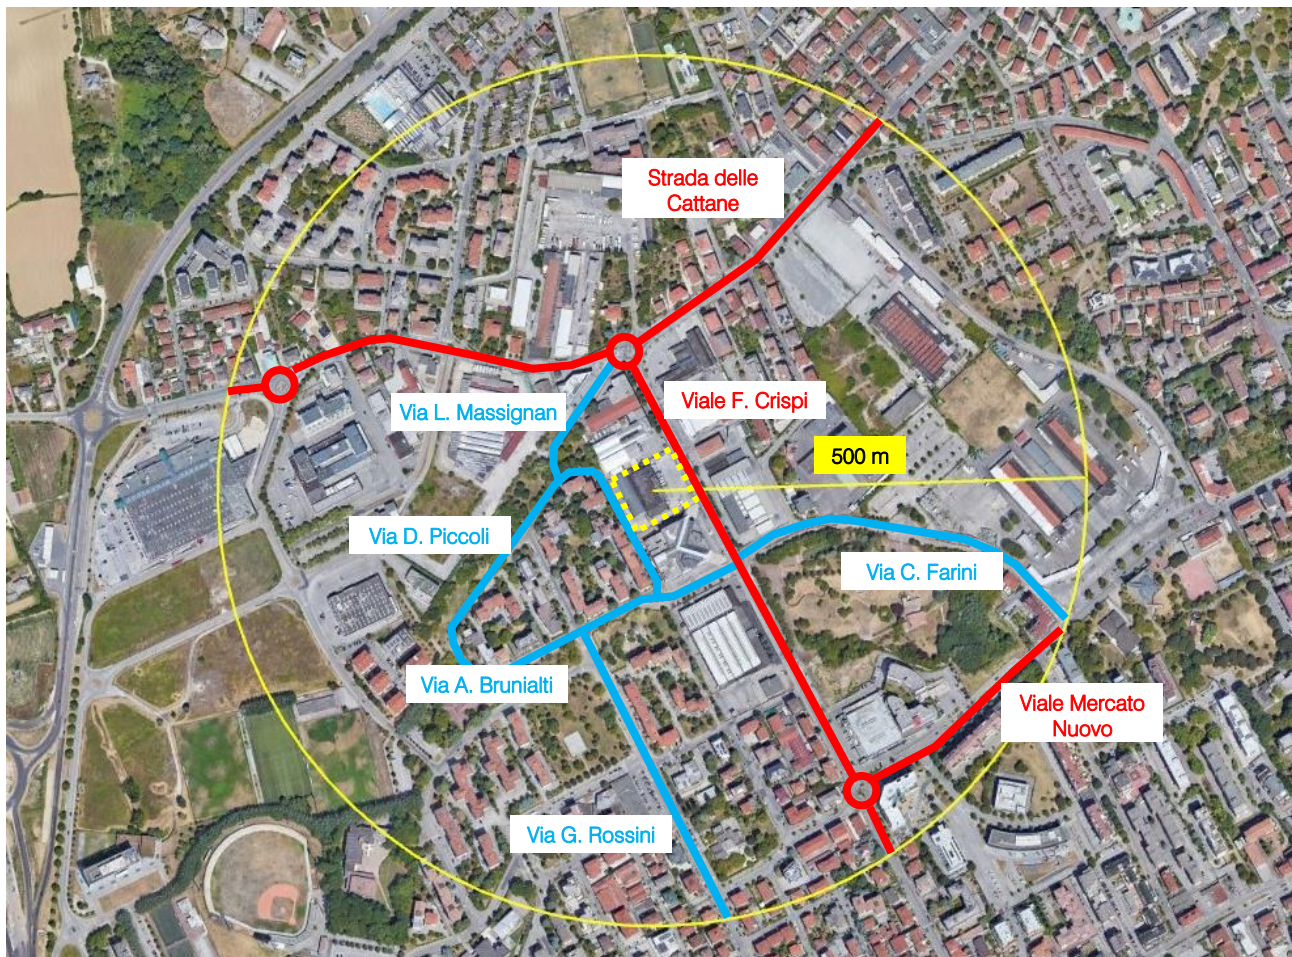 Strada delle
Cattane
Via L. Massignan
Viale F. Crispi
500 m
Via D. Piccoli
Via C. Farini
Via A. Brunialti
Viale Mercato
Nuovo
Via G. Rossini